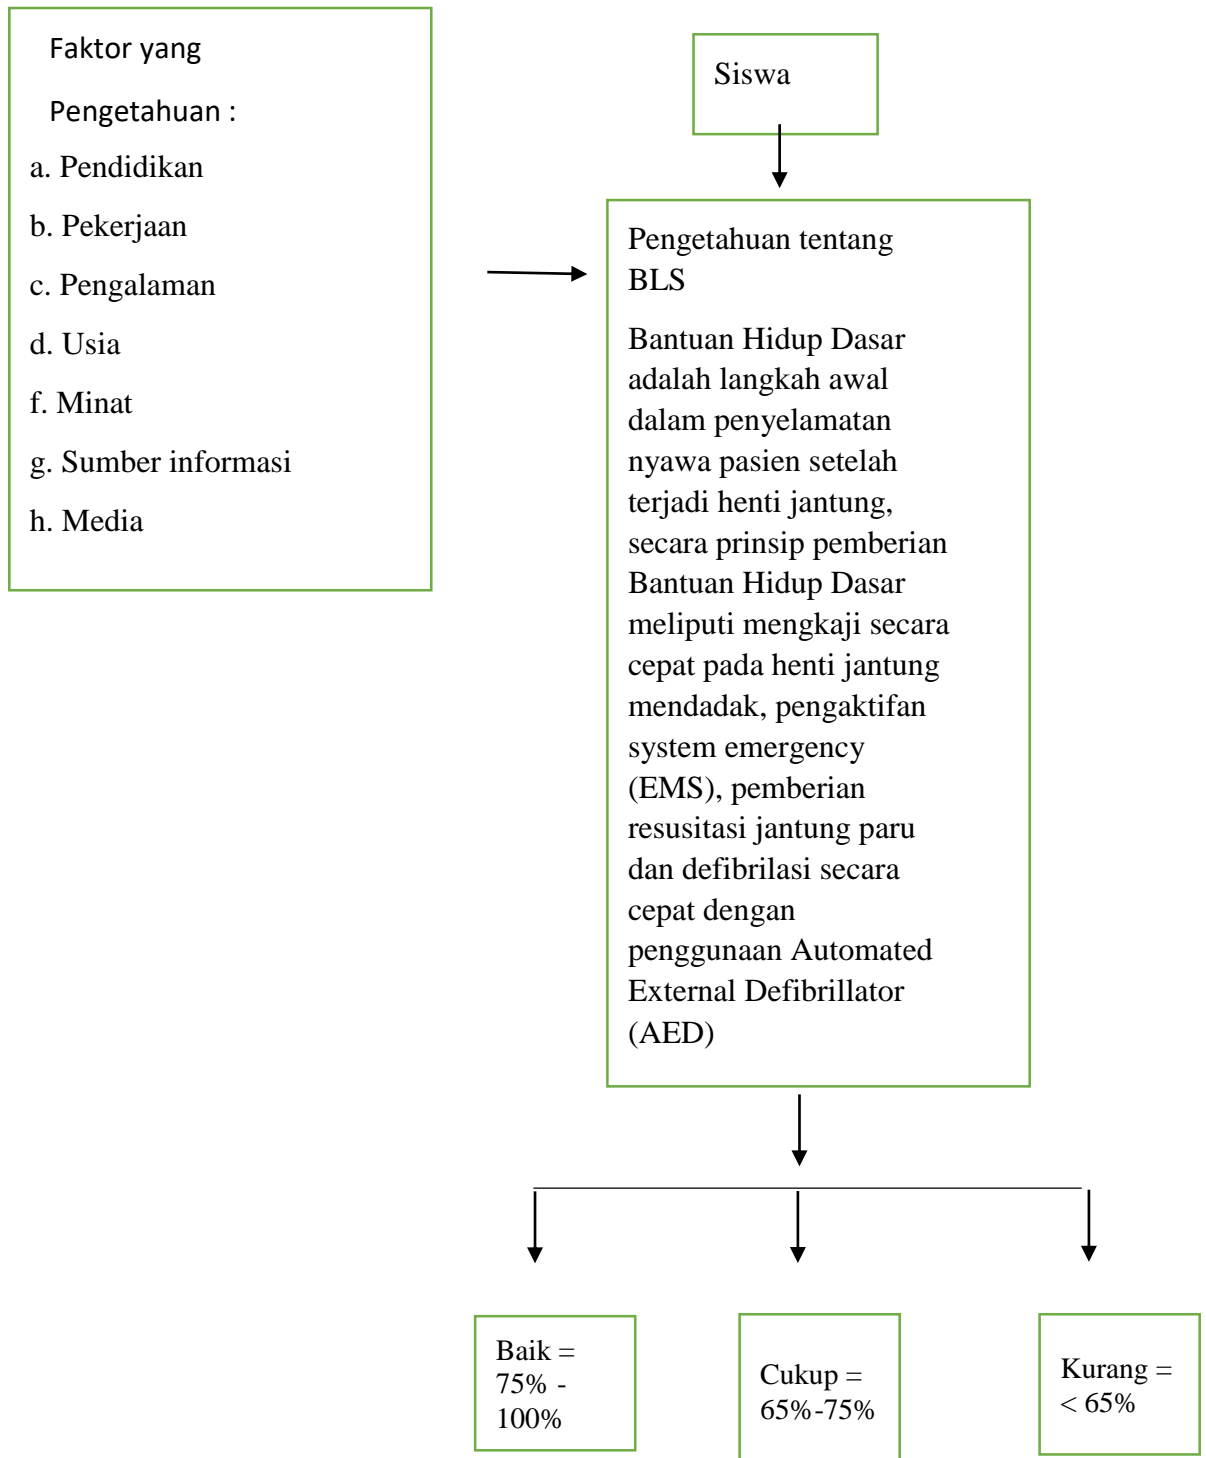 Faktor yang
Pengetahuan :
a. Pendidikan
b. Pekerjaan
c. Pengalaman
d. Usia
f. Minat
g. Sumber informasi
h. Media
Siswa
Pengetahuan tentang
BLS
Bantuan Hidup Dasar
adalah langkah awal
dalam penyelamatan
nyawa pasien setelah
terjadi henti jantung,
secara prinsip pemberian
Bantuan Hidup Dasar
meliputi mengkaji secara
cepat pada henti jantung
mendadak, pengaktifan
system emergency
(EMS), pemberian
resusitasi jantung paru
dan defibrilasi secara
cepat dengan
penggunaan Automated
External Defibrillator
(AED)
Baik =
75% -
100%
Cukup =
65%-75%
Kurang =
< 65%